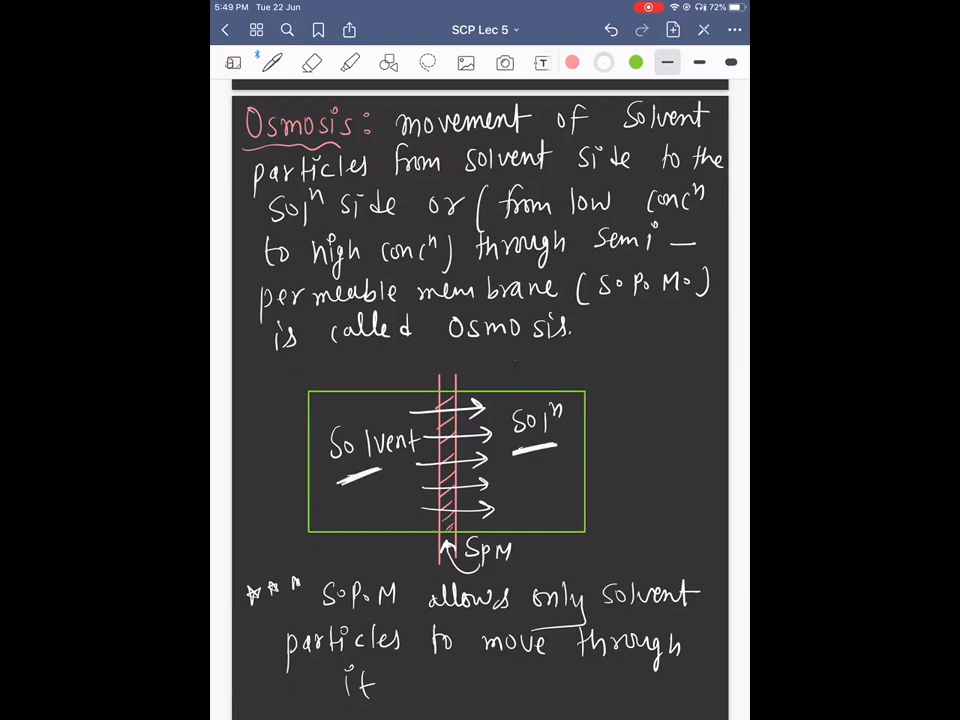 5:49 PM Tue 22 Jun 72%
SCP Lec 5
Osmosis: movement of solvent
particles from solvent side to the
Solⁿ side or (from low concⁿ
to high concⁿ) through semi –
permeable membrane (S.P.M.)
is called osmosis.
Solvent
Solⁿ
SPM
S.P.M allows only solvent
particles to move through
it